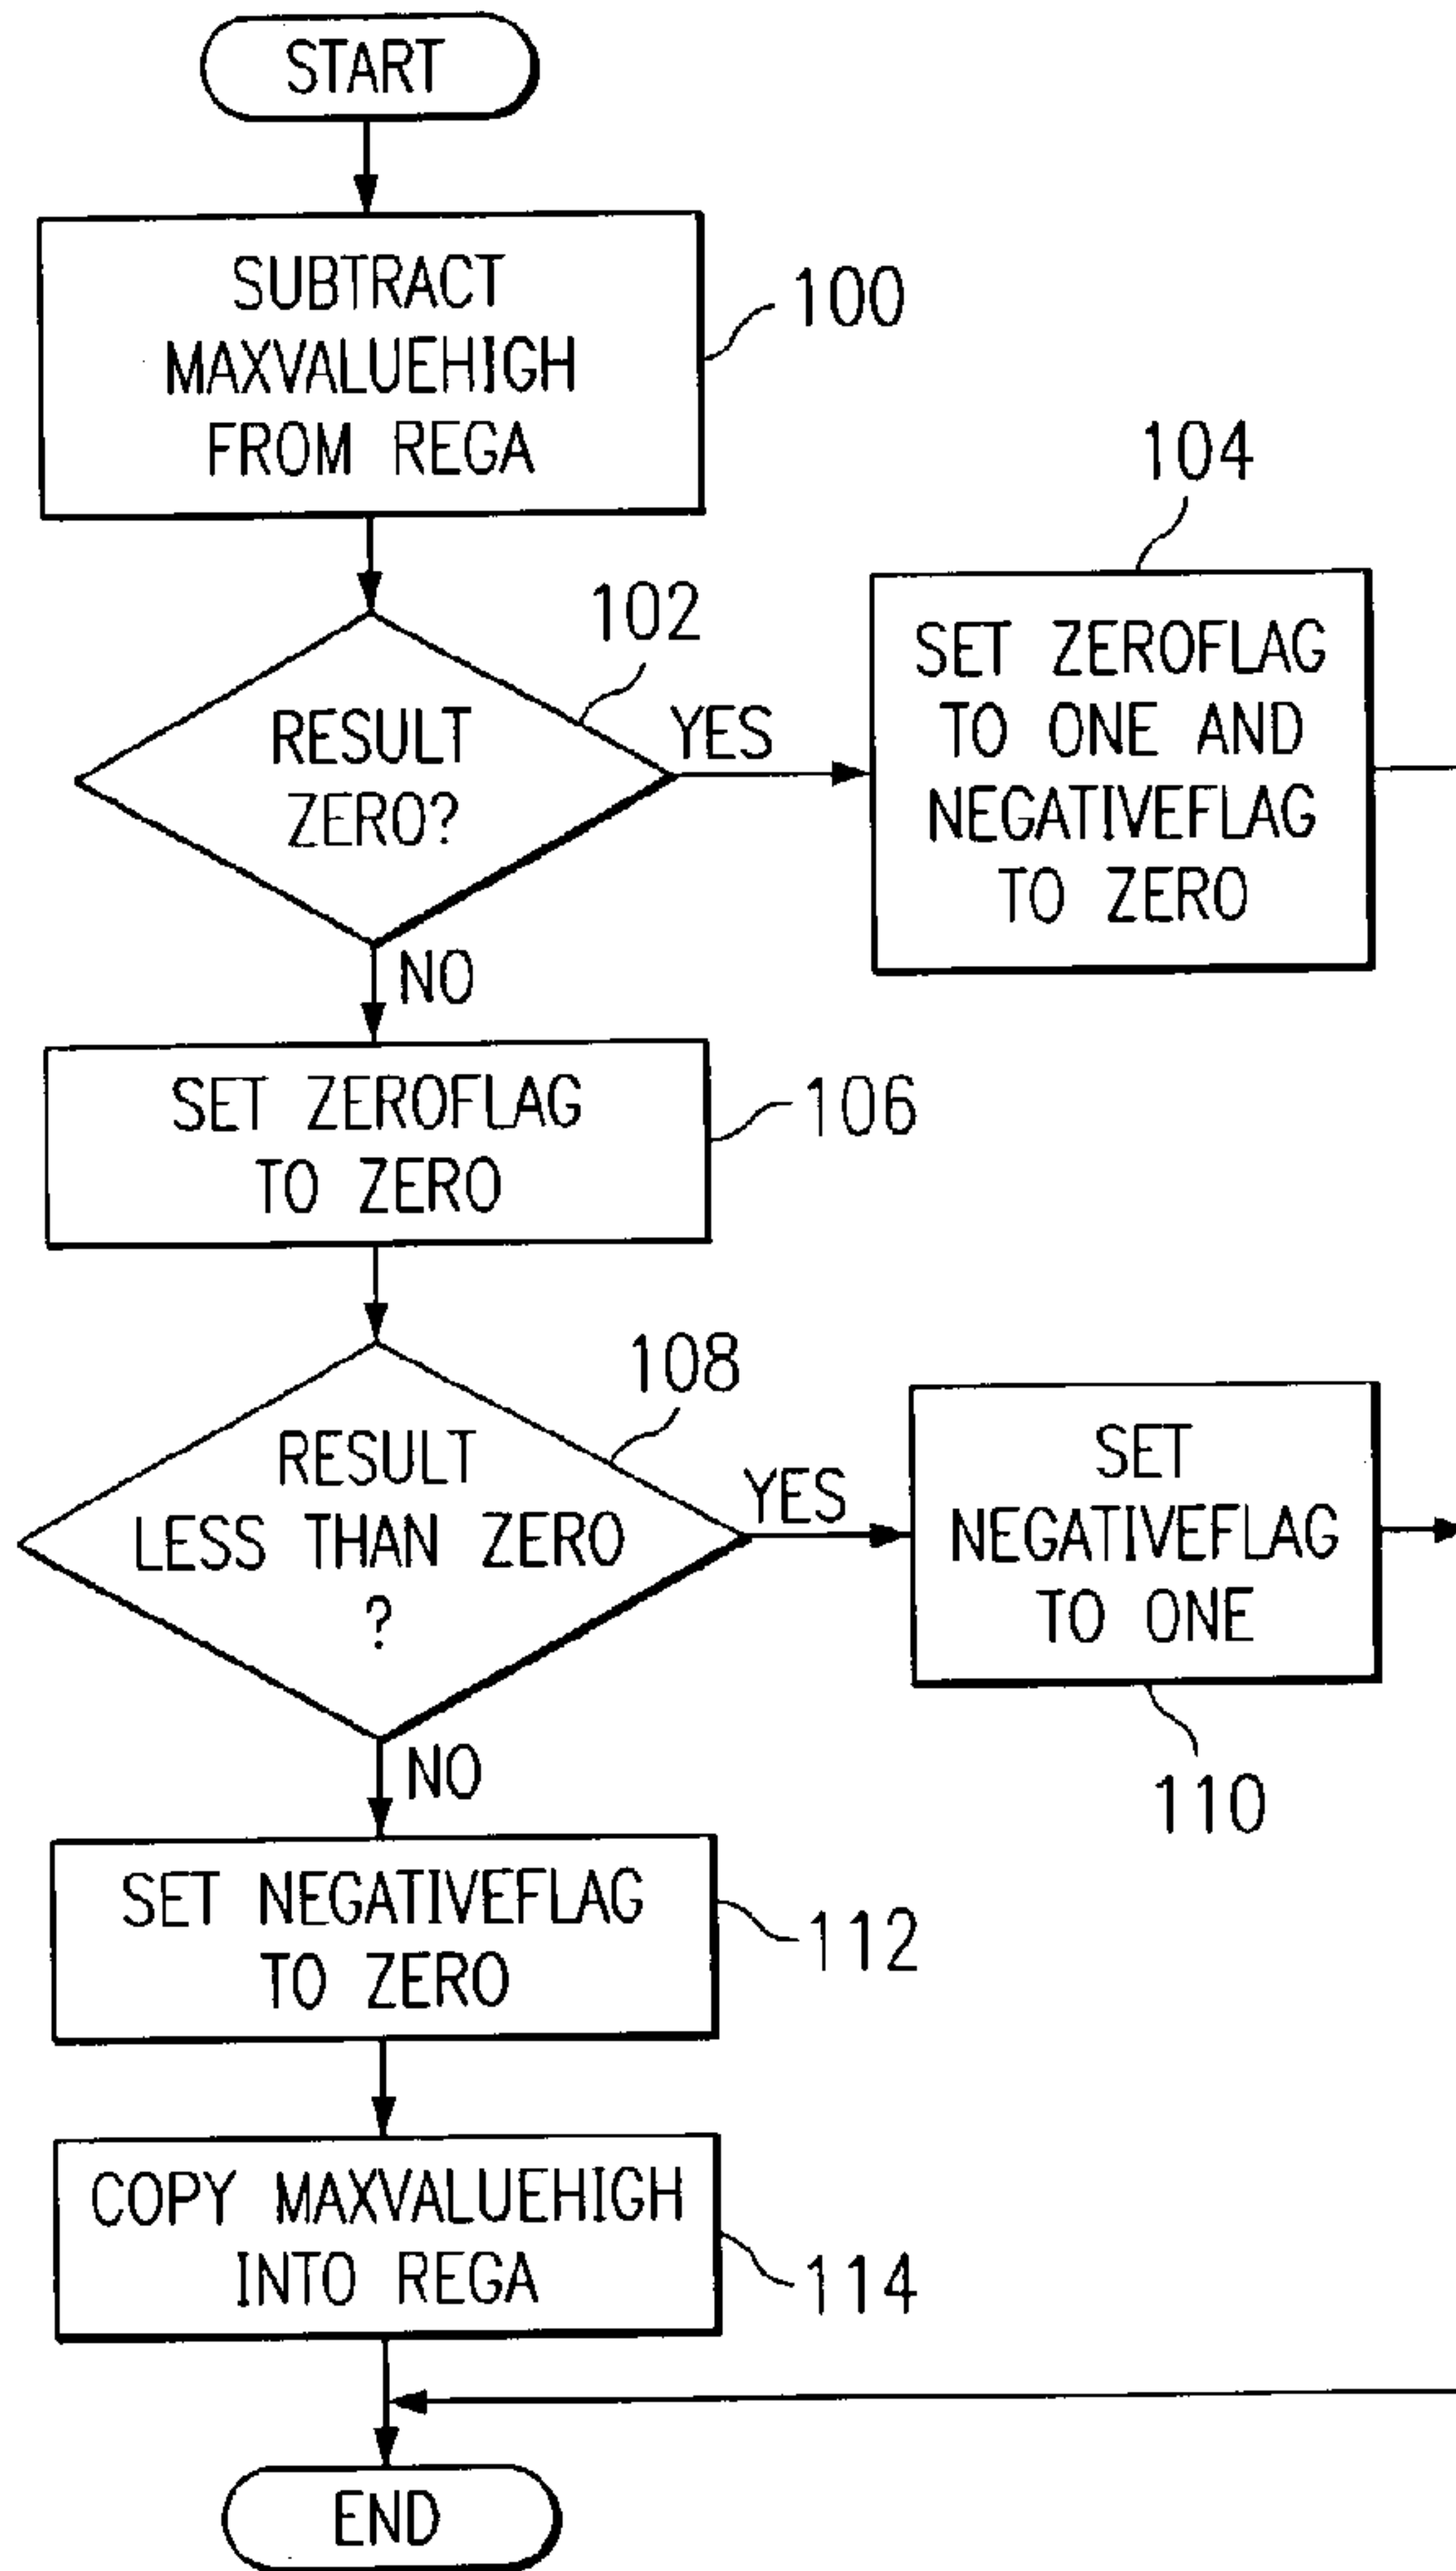 START
SUBTRACT
MAXVALUEHIGH
FROM REGA
100
RESULT
ZERO?
102
YES
104
SET ZEROFLAG
TO ONE AND
NEGATIVEFLAG
TO ZERO
NO
SET ZEROFLAG
TO ZERO
106
RESULT
LESS THAN ZERO
?
108
YES
SET
NEGATIVEFLAG
TO ONE
110
NO
SET NEGATIVEFLAG
TO ZERO
112
COPY MAXVALUEHIGH
INTO REGA
114
END